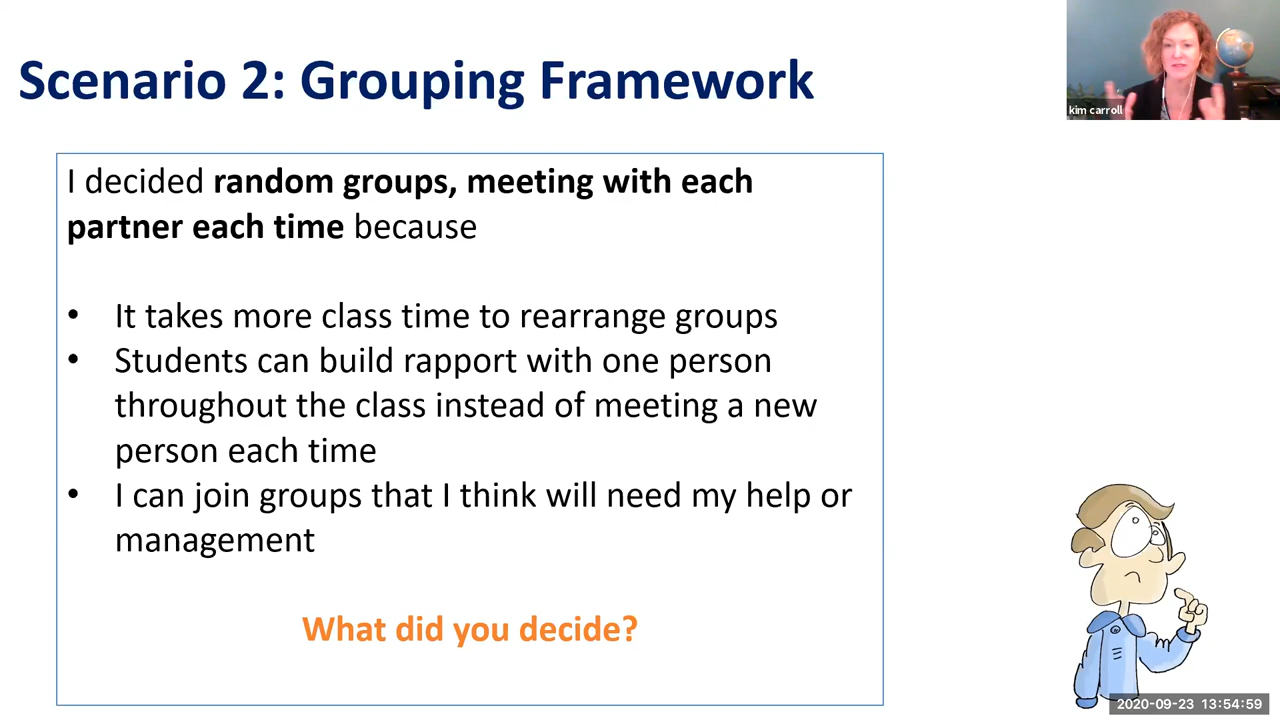 Scenario 2: Grouping Framework
kim carroll
I decided random groups, meeting with each
partner each time because
• It takes more class time to rearrange groups
• Students can build rapport with one person
throughout the class instead of meeting a new
person each time
• I can join groups that I think will need my help or
management
What did you decide?
2020-09-23 13:54:59